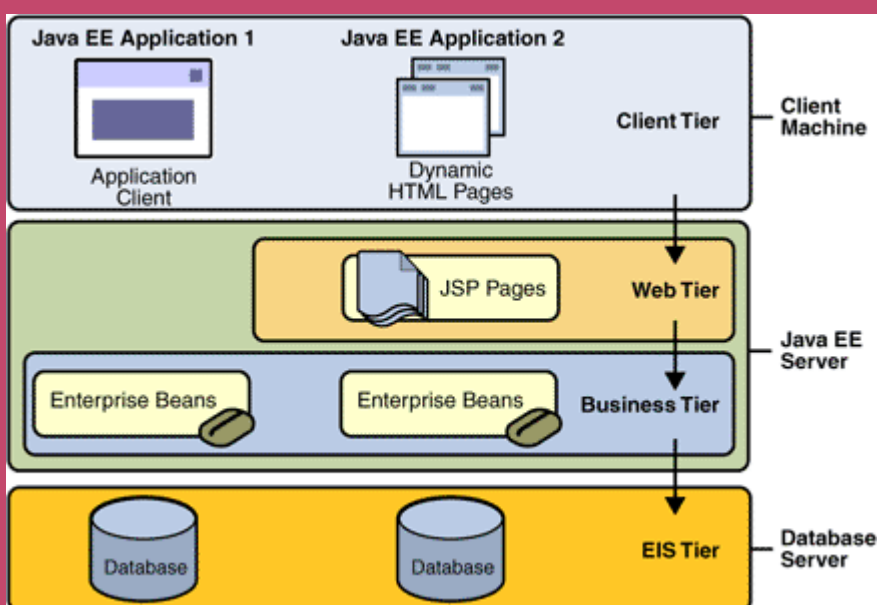 Java EE Application 1
Java EE Application 2
Application
Client
Dynamic
HTML Pages
Client Tier
Client
Machine
JSP Pages
Web Tier
Java EE
Server
Enterprise Beans
Enterprise Beans
Business Tier
Database
Database
EIS Tier
Database
Server